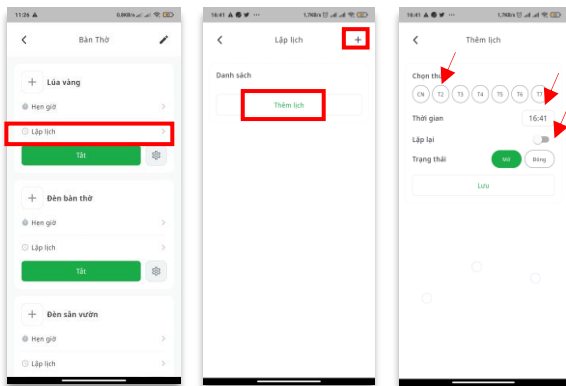 11:26
Bàn Thờ
Lúa vàng
Hẹn giờ
Lập lịch
Tắt
Đèn bàn thờ
Hẹn giờ
Lập lịch
Tắt
Đèn sân vườn
Hẹn giờ
Lập lịch
16:41
Lập lịch
Danh sách
Thêm lịch
16:41
Thêm lịch
Chọn thứ
CN T2 T3 T4 T5 T6 T7
Thời gian 16:41
Lặp lại
Trạng thái Mở Đóng
Lưu